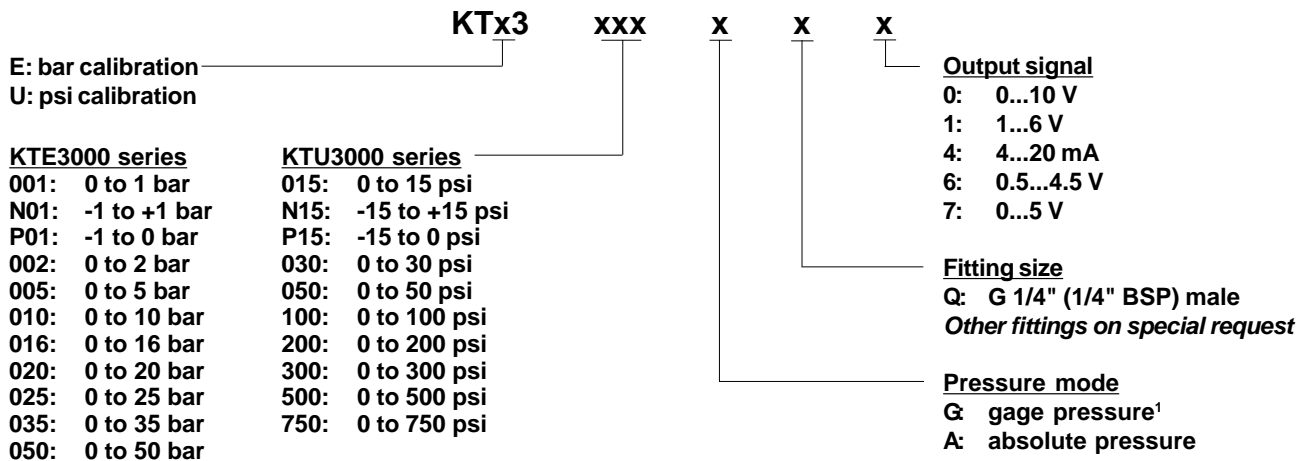 KTx3 xxx x x x
E: bar calibration
U: psi calibration
KTE3000 series
001: 0 to 1 bar
N01: -1 to +1 bar
P01: -1 to 0 bar
002: 0 to 2 bar
005: 0 to 5 bar
010: 0 to 10 bar
016: 0 to 16 bar
020: 0 to 20 bar
025: 0 to 25 bar
035: 0 to 35 bar
050: 0 to 50 bar
KTU3000 series
015: 0 to 15 psi
N15: -15 to +15 psi
P15: -15 to 0 psi
030: 0 to 30 psi
050: 0 to 50 psi
100: 0 to 100 psi
200: 0 to 200 psi
300: 0 to 300 psi
500: 0 to 500 psi
750: 0 to 750 psi
Output signal
0: 0...10 V
1: 1...6 V
4: 4...20 mA
6: 0.5...4.5 V
7: 0...5 V
Fitting size
Q: G 1/4" (1/4" BSP) male
Other fittings on special request
Pressure mode
G: gage pressure¹
A: absolute pressure